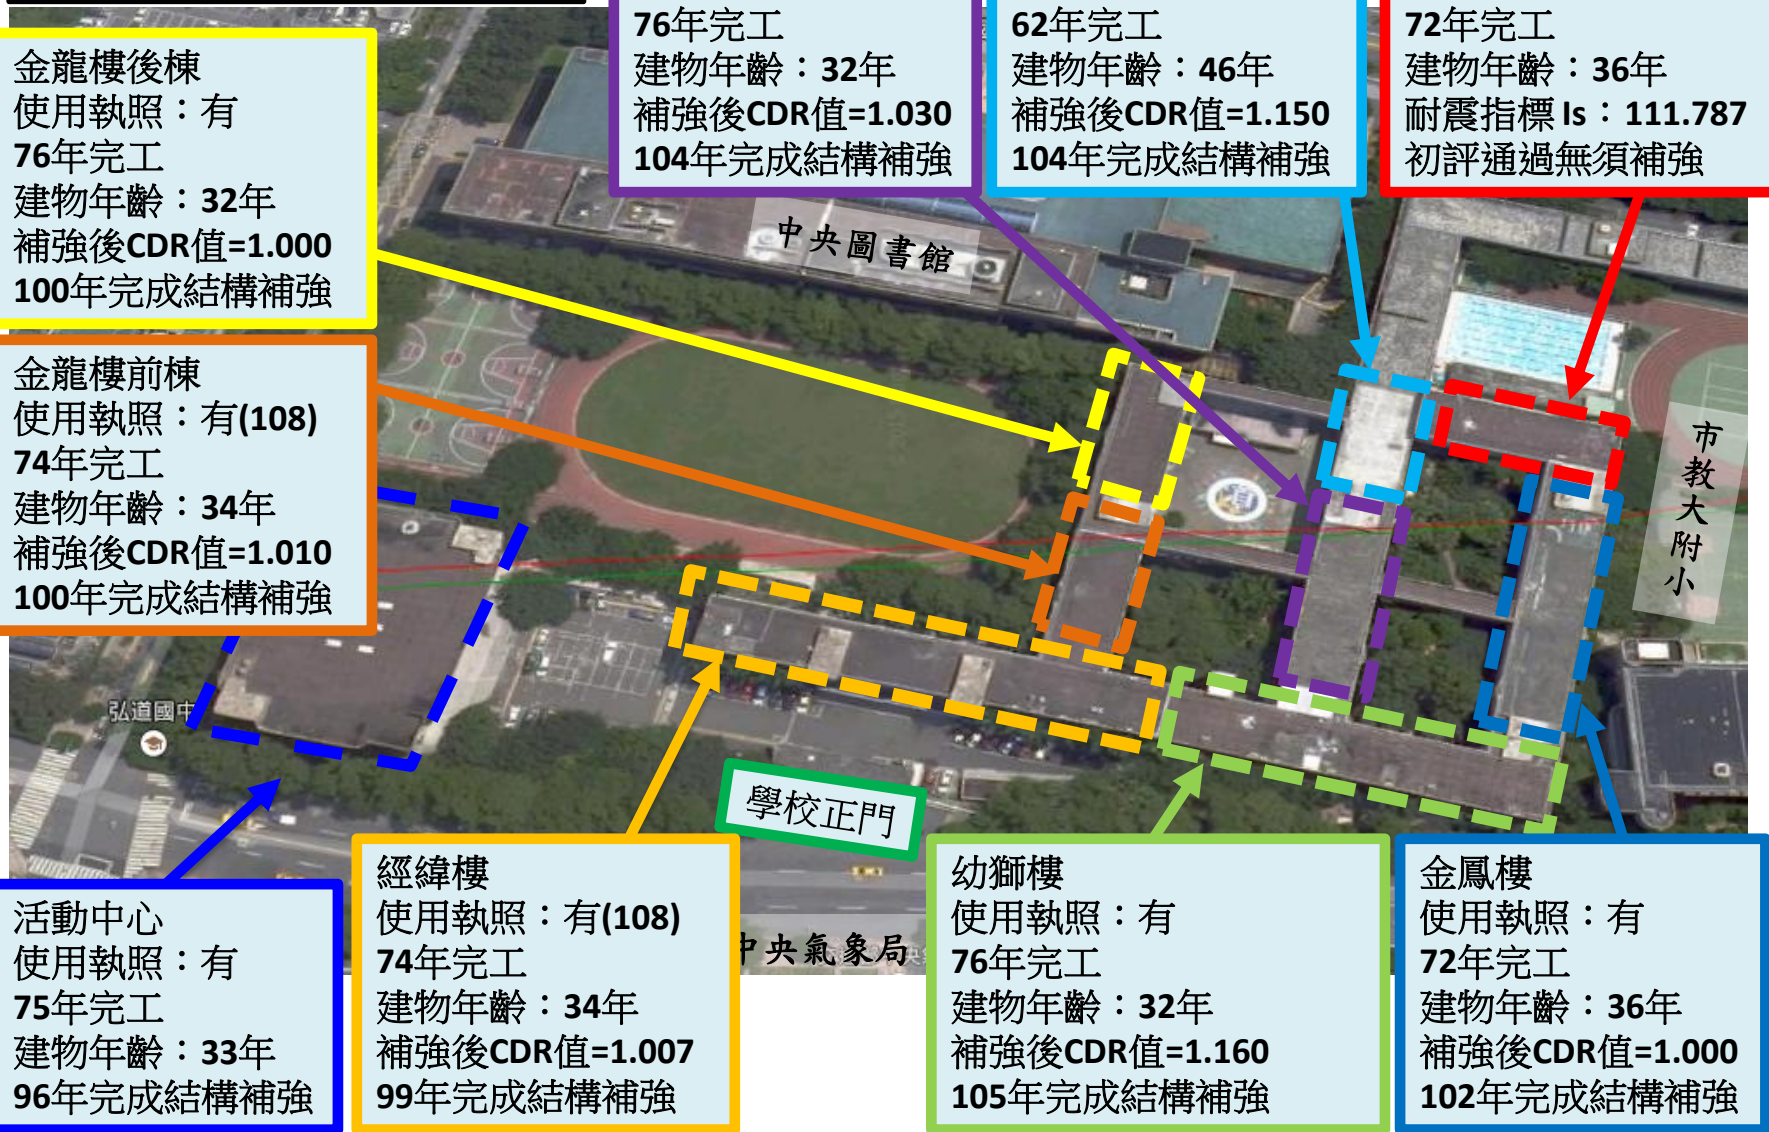 76年完工
建物年齡：32年
補強後CDR值=1.030
104年完成結構補強
62年完工
建物年齡：46年
補強後CDR值=1.150
104年完成結構補強
72年完工
建物年齡：36年
耐震指標 Is：111.787
初評通過無須補強
金龍樓後棟
使用執照：有
76年完工
建物年齡：32年
補強後CDR值=1.000
100年完成結構補強
中央圖書館
金龍樓前棟
使用執照：有(108)
74年完工
建物年齡：34年
補強後CDR值=1.010
100年完成結構補強
市教大附小
弘道國中
學校正門
中央氣象局
活動中心
使用執照：有
75年完工
建物年齡：33年
96年完成結構補強
經緯樓
使用執照：有(108)
74年完工
建物年齡：34年
補強後CDR值=1.007
99年完成結構補強
幼獅樓
使用執照：有
76年完工
建物年齡：32年
補強後CDR值=1.160
105年完成結構補強
金鳳樓
使用執照：有
72年完工
建物年齡：36年
補強後CDR值=1.000
102年完成結構補強